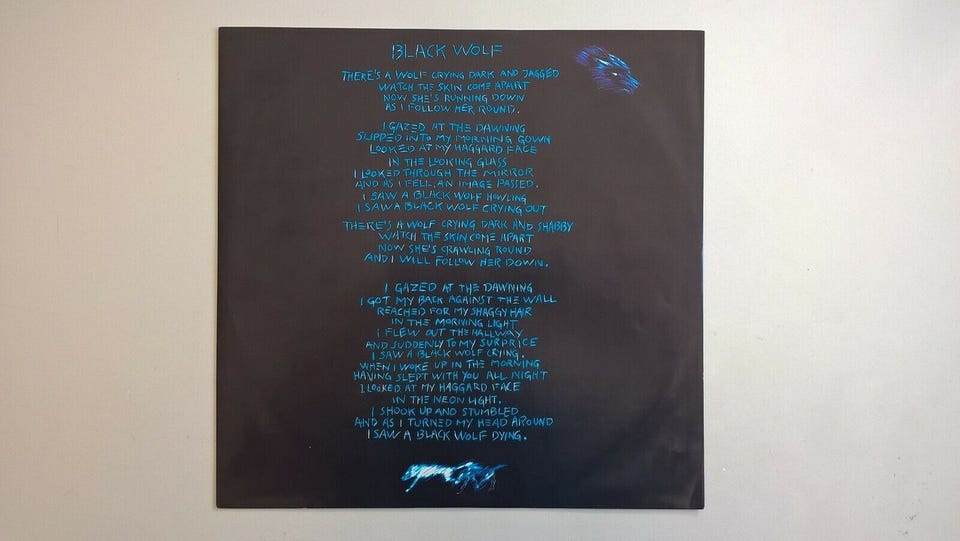 BLACK WOLF
THERE'S A WOLF CRYING DARK AND JAGGED
WATCH THE SKIN COME APART
NOW SHE'S RUNNING DOWN
AS I FOLLOW HER ROUND.
I GAZED AT THE DAWNING
SLIPPED INTO MY MORNING GOWN
LOOKED AT MY HAGGARD FACE
IN THE LOOKING GLASS
I LOOKED THROUGH THE MIRROR
AND AS I FELL, AN IMAGE PASSED.
I SAW A BLACK WOLF HOWLING
I SAW A BLACK WOLF CRYING OUT
THERE'S A WOLF CRYING DARK AND SHABBY
WATCH THE SKIN COME APART
NOW SHE'S CRAWLING ROUND
AND I WILL FOLLOW HER DOWN.
I GAZED AT THE DAWNING
I GOT MY BACK AGAINST THE WALL
REACHED FOR MY SHAGGY HAIR
IN THE MORNING LIGHT
I FLEW OUT THE HALLWAY
AND SUDDENLY TO MY SURPRICE
I SAW A BLACK WOLF CRYING.
WHEN I WOKE UP IN THE MORNING
HAVING SLEPT WITH YOU ALL NIGHT
I LOOKED AT MY HAGGARD FACE
IN THE NEON LIGHT.
I SHOOK UP AND STUMBLED
AND AS I TURNED MY HEAD AROUND
I SAW A BLACK WOLF DYING.